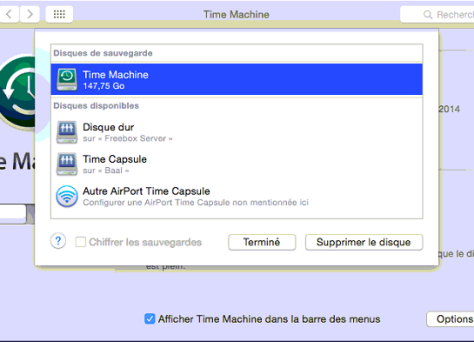 Time Machine
Recherc
Disques de sauvegarde
Time Machine
147,75 Go
Disques disponibles
Disque dur
sur « Freebox Server »
Time Capsule
sur « Baal »
Autre AirPort Time Capsule
Configurer une AirPort Time Capsule non mentionnée ici
2014
e Ma
? Chiffrer les sauvegardes
Terminé
Supprimer le disque
que le di
est plein.
Afficher Time Machine dans la barre des menus
Options